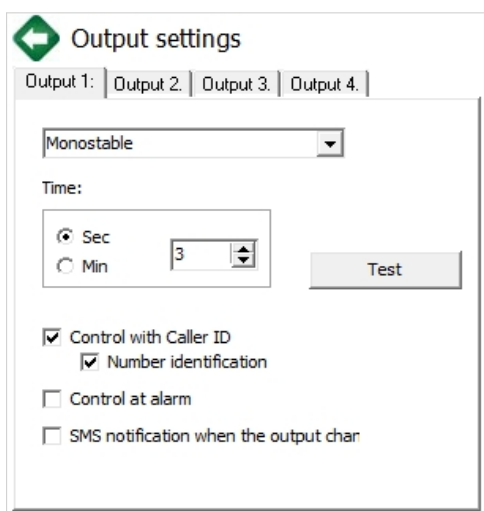 Output settings
Output 1: Output 2. Output 3. Output 4.
Monostable
Time:
Sec
3
Min
Test
Control with Caller ID
Number identification
Control at alarm
SMS notification when the output char